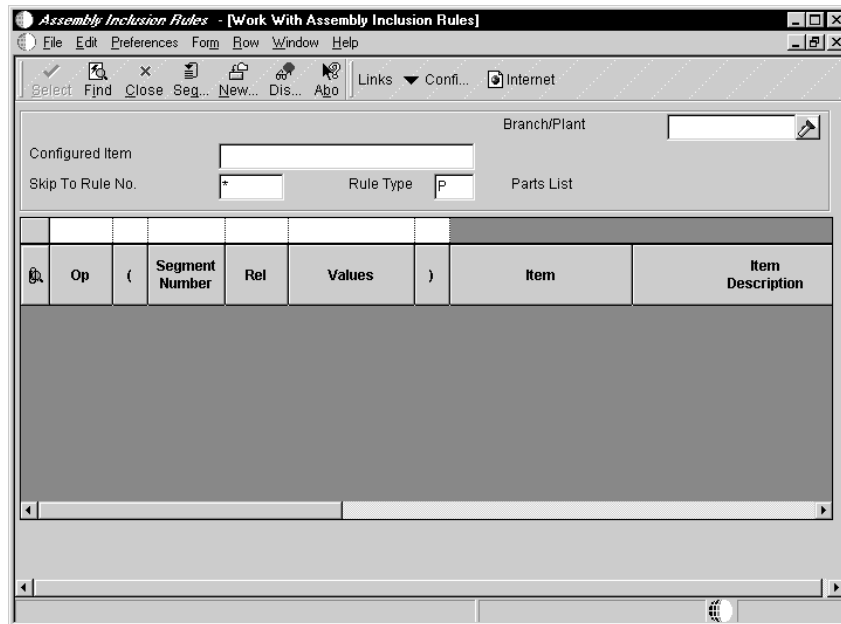 Assembly Inclusion Rules - [Work With Assembly Inclusion Rules]
File Edit Preferences Form Row Window Help
Select Find Close Seq... New... Dis... Abo Links Confi... Internet
Branch/Plant
Configured Item
Skip To Rule No. * Rule Type P Parts List
Op ( Segment Number Rel Values ) Item Item Description